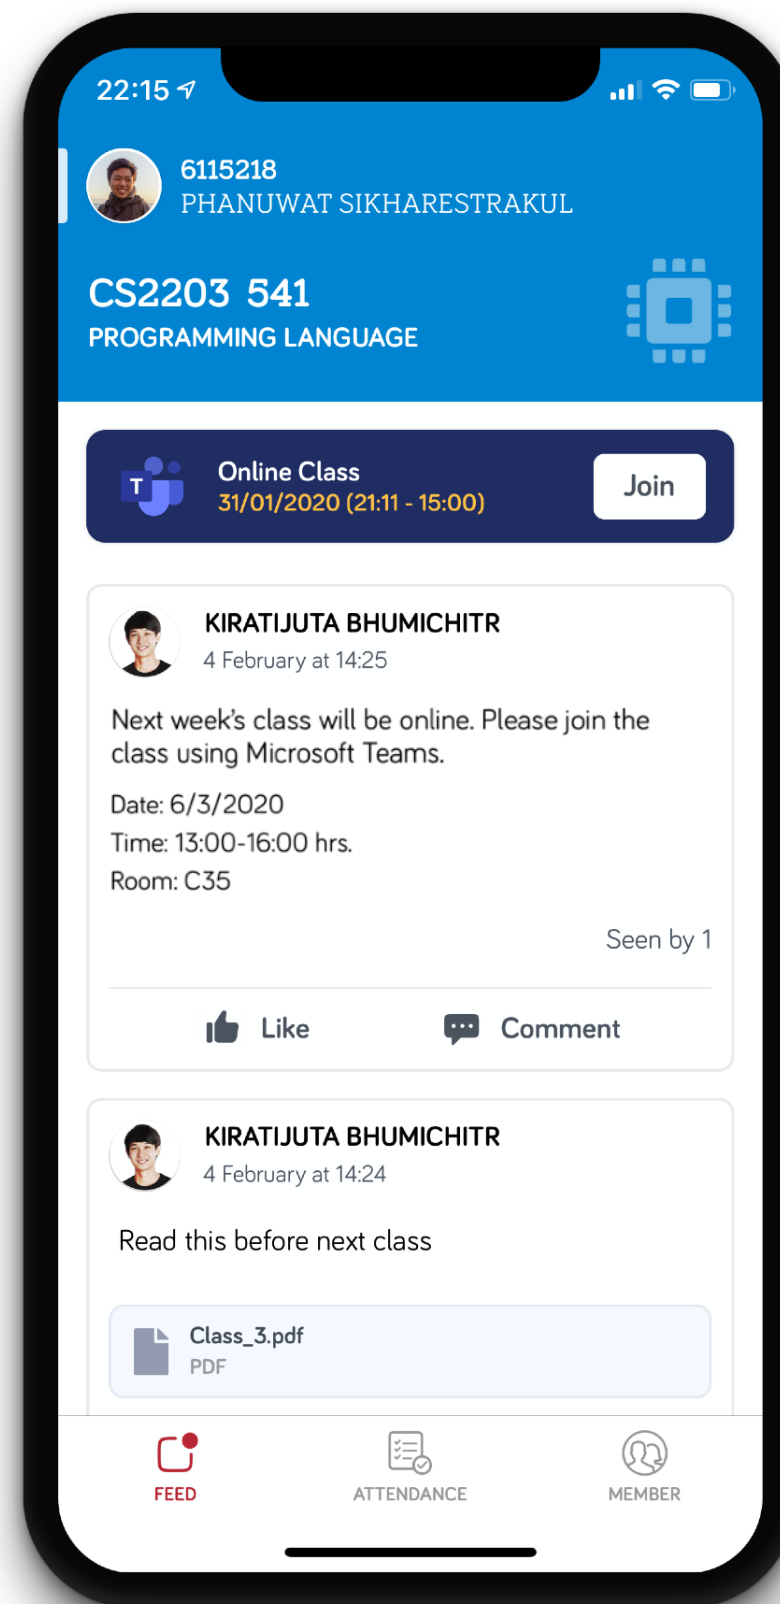 22:15
6115218
PHANUWAT SIKHARESTRAKUL
CS2203 541
PROGRAMMING LANGUAGE
T
Online Class
31/01/2020 (21:11 - 15:00)
Join
KIRATIJUTA BHUMICHITR
4 February at 14:25
Next week's class will be online. Please join the
class using Microsoft Teams.
Date: 6/3/2020
Time: 13:00-16:00 hrs.
Room: C35
Seen by 1
Like
Comment
KIRATIJUTA BHUMICHITR
4 February at 14:24
Read this before next class
Class_3.pdf
PDF
FEED
ATTENDANCE
MEMBER